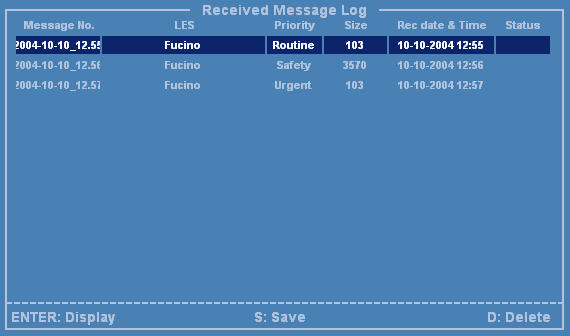 Received Message Log
Message No. LES Priority Size Rec date & Time Status
2004-10-10_12.55 Fucino Routine 103 10-10-2004 12:55
2004-10-10_12.56 Fucino Safety 3570 10-10-2004 12:56
2004-10-10_12.57 Fucino Urgent 103 10-10-2004 12:57
ENTER: Display S: Save D: Delete